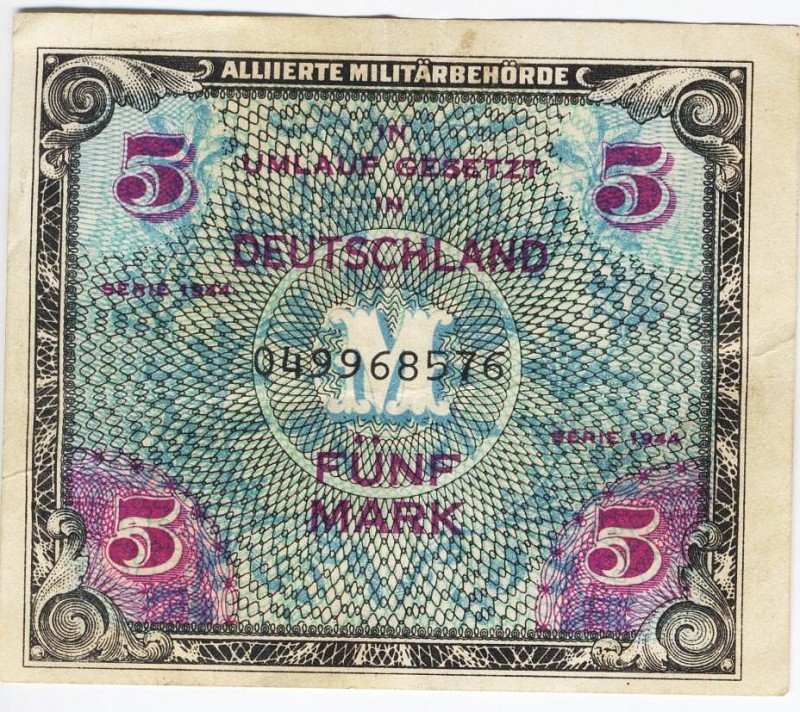 ALLIIERTE MILITÄRBEHÖRDE
5 5
IN
UMLAUF GESETZT
IN
DEUTSCHLAND
SERIE 1944
M
049968576
SERIE 1944
FÜNF
MARK
5 5